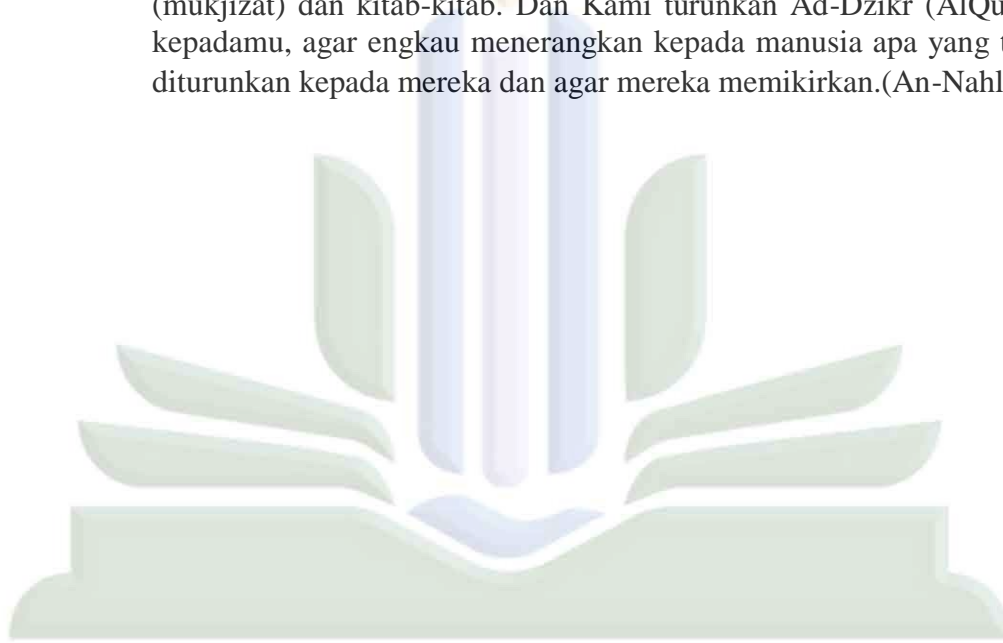 (mukjizat) dan kitab-kitab. Dan Kami turunkan Ad-Dzikr (AlQu
kepadamu, agar engkau menerangkan kepada manusia apa yang t
diturunkan kepada mereka dan agar mereka memikirkan.(An-Nahl